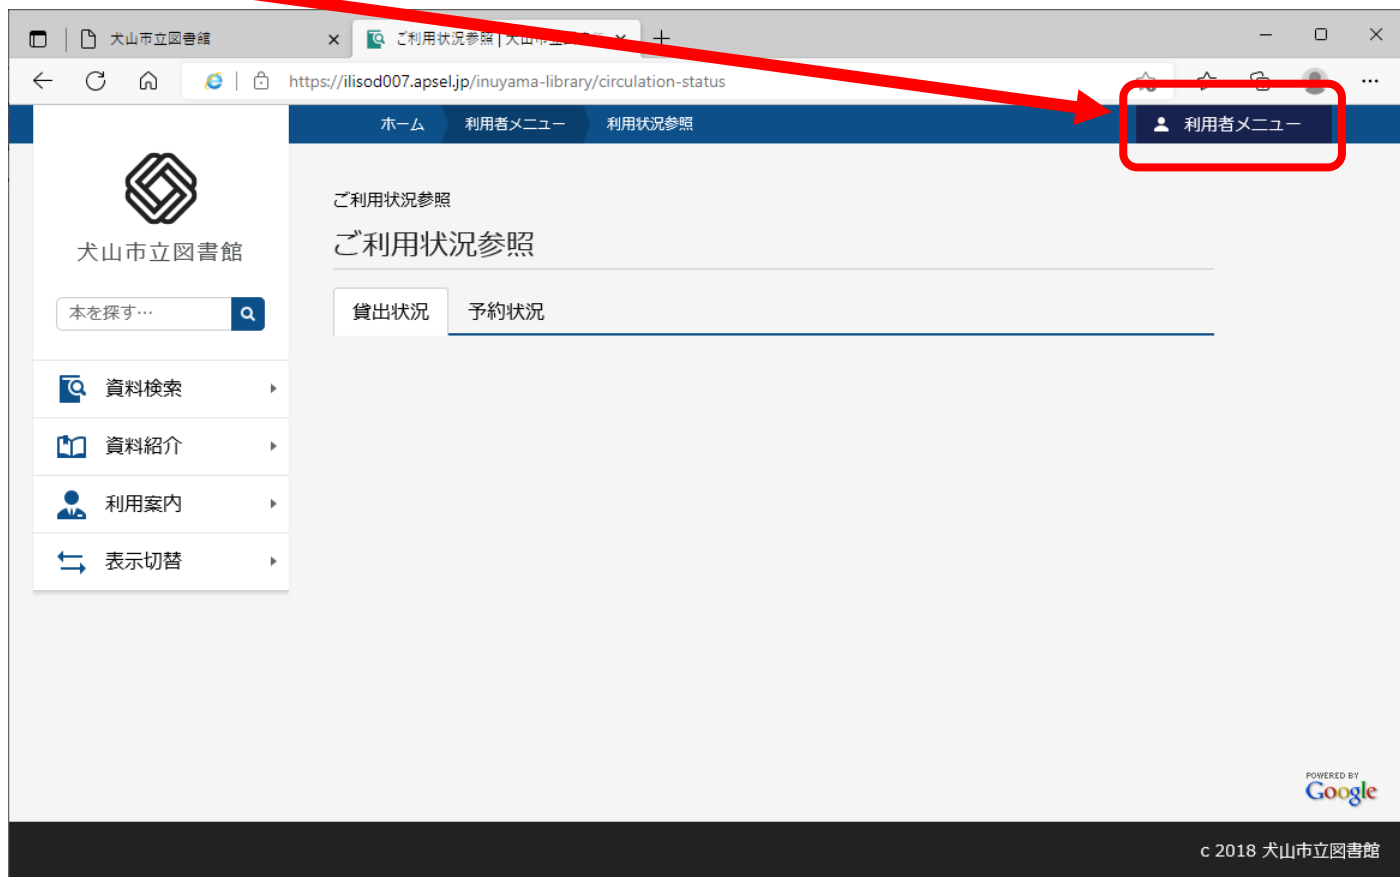 犬山市立図書館
ご利用状況参照 | 犬山市立図書
https://ilisod007.apsel.jp/inuyama-library/circulation-status
ホーム 利用者メニュー 利用状況参照
利用者メニュー
犬山市立図書館
本を探す…
資料検索
資料紹介
利用案内
表示切替
ご利用状況参照
ご利用状況参照
貸出状況 予約状況
POWERED BY
Google
c 2018 犬山市立図書館